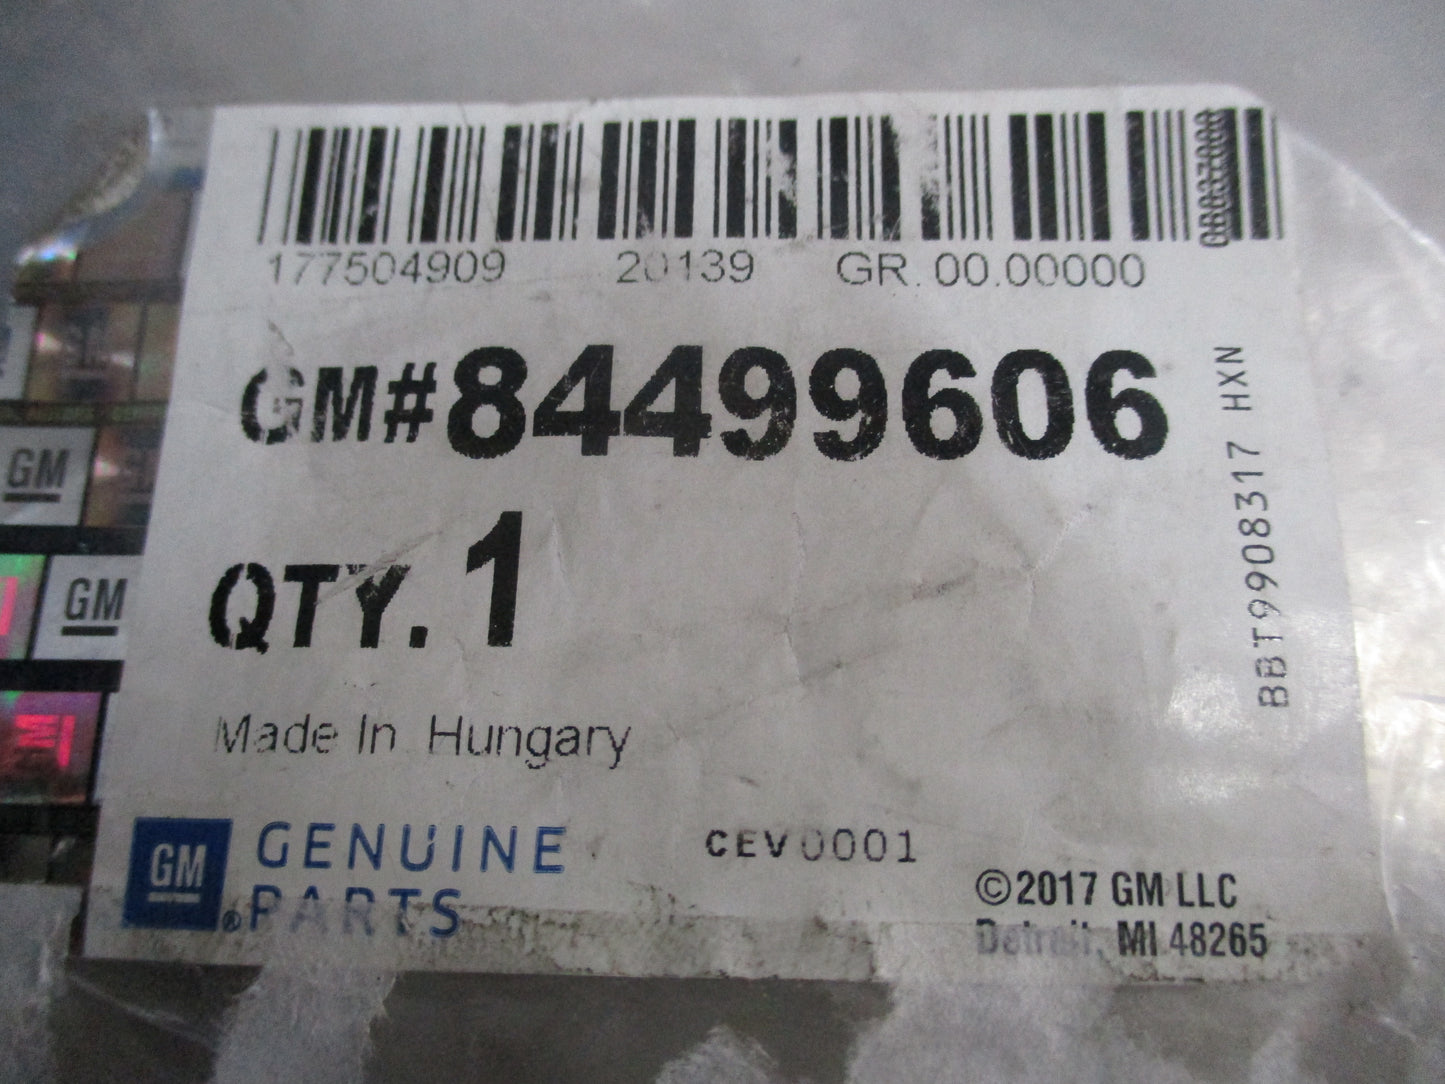 177504909 20139 GR. 00.00000
GM#84499606
QTY. 1
Made In Hungary
GM GENUINE
® PARTS
CEV0001
©2017 GM LLC
Detroit, MI 48265
BBT9908317 HXN
GM
GM